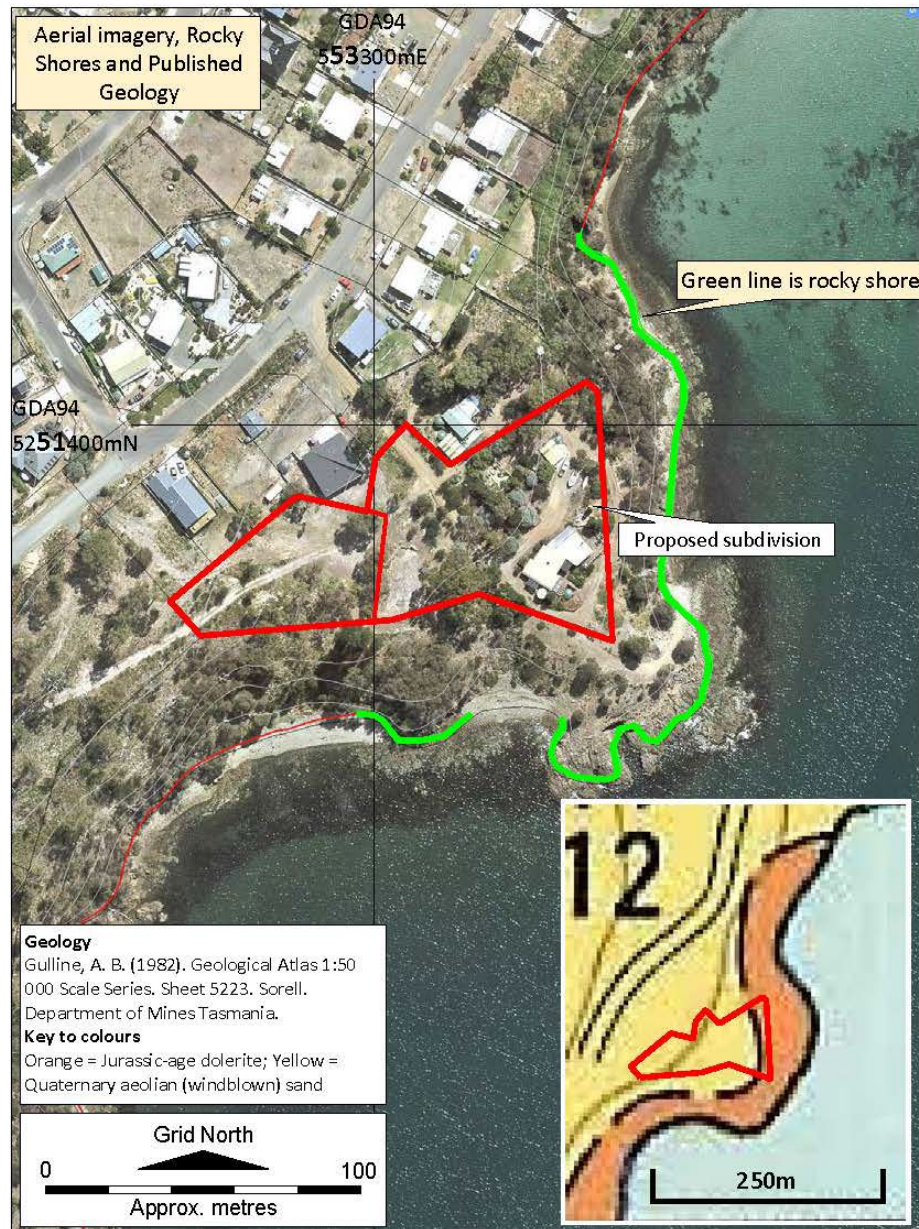 Aerial imagery, Rocky
Shores and Published
Geology
GDA94
553300mE
Green line is rocky shore
GDA94
5251400mN
Proposed subdivision
Geology
Gulline, A. B. (1982). Geological Atlas 1:50
000 Scale Series. Sheet 5223. Sorell.
Department of Mines Tasmania.
Key to colours
Orange = Jurassic-age dolerite; Yellow =
Quaternary aeolian (windblown) sand
Grid North
0 100
Approx. metres
12
250m